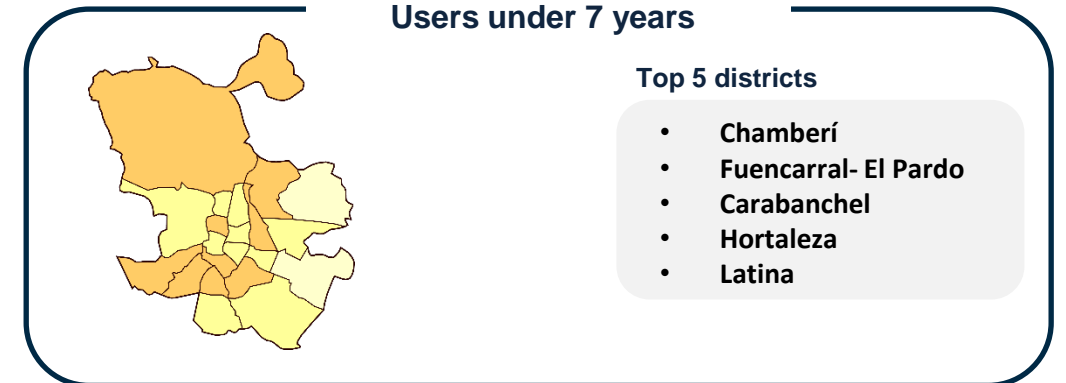 Users under 7 years
Top 5 districts
• Chamberí
• Fuencarral- El Pardo
• Carabanchel
• Hortaleza
• Latina